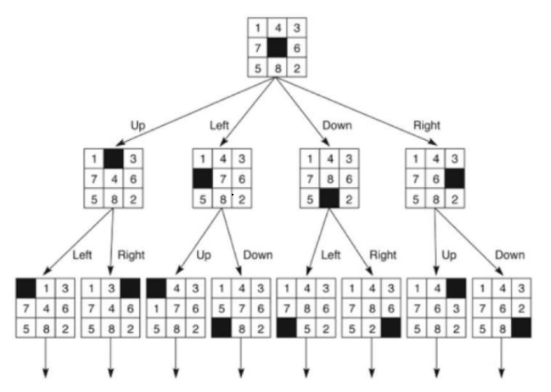 1 4 3
7 6
5 8 2
Up Left Down Right
1 3 1 4 3 1 4 3 1 4 3
7 4 6 7 6 7 8 6 7 6
5 8 2 5 8 2 5 2 5 8 2
Left Right Up Down Left Right Up Down
1 3 1 3 4 3 1 4 3 1 4 3 1 4 3 1 4 1 4 3
7 4 6 7 4 6 1 7 6 5 7 6 7 8 6 7 8 6 7 6 3 7 6 2
5 8 2 5 8 2 5 8 2 8 2 5 2 5 2 5 8 2 5 8